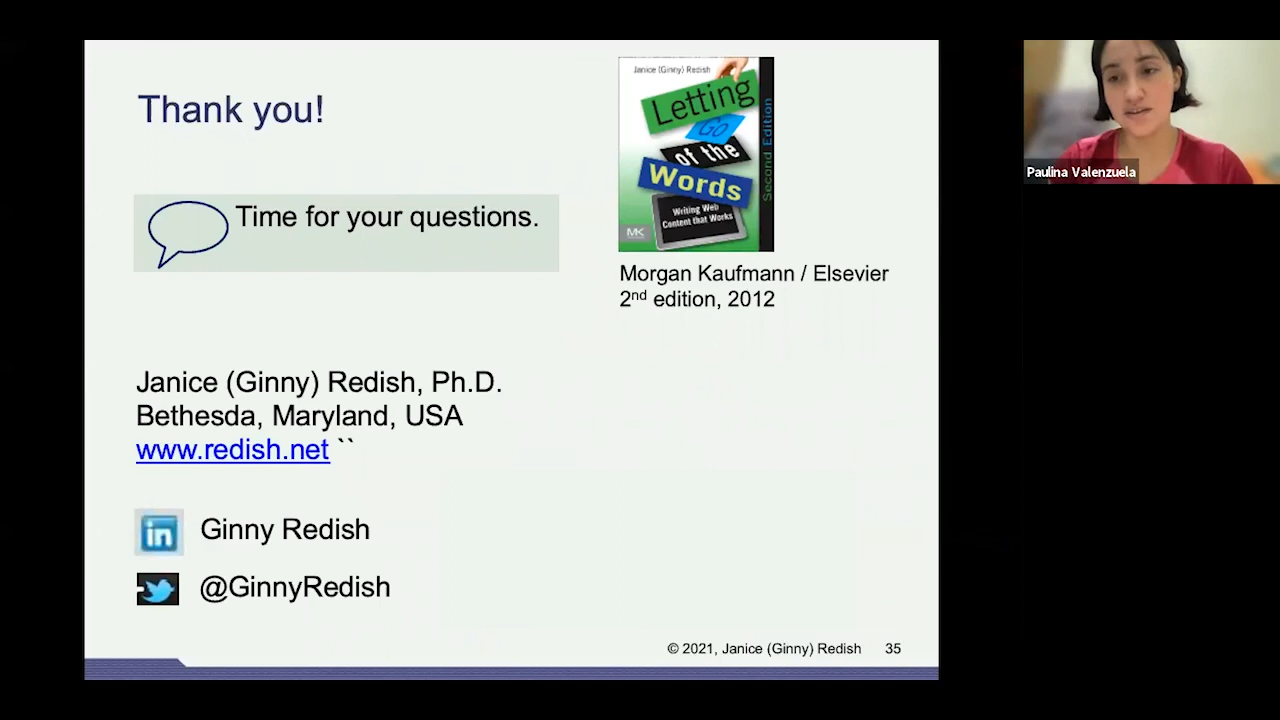 Thank you!
Time for your questions.
Janice (Ginny) Redish
Letting
Go
of the
Words
Second Edition
Writing Web
Content that Works
MK
Morgan Kaufmann / Elsevier
2nd edition, 2012
Janice (Ginny) Redish, Ph.D.
Bethesda, Maryland, USA
www.redish.net ``
in
Ginny Redish
@GinnyRedish
© 2021, Janice (Ginny) Redish 35
Paulina Valenzuela